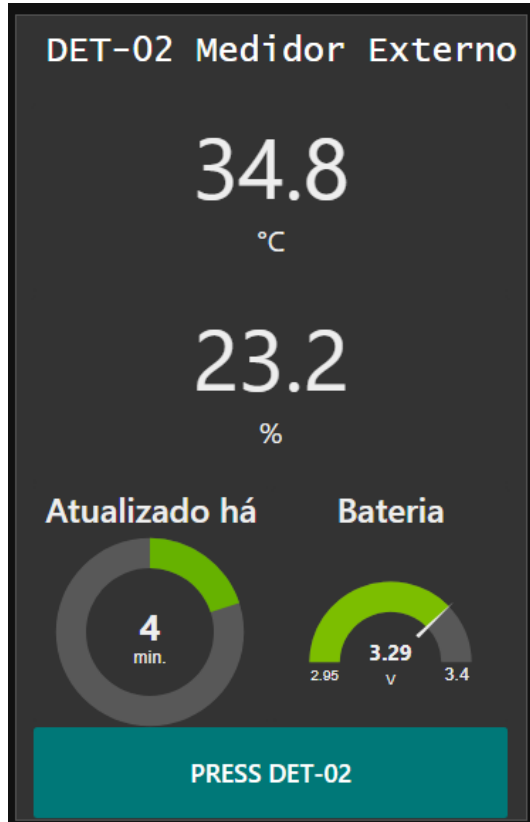 DET-02 Medidor Externo
34.8
°C
23.2
%
Atualizado há
Bateria
4
min.
3.29
2.95
V
3.4
PRESS DET-02